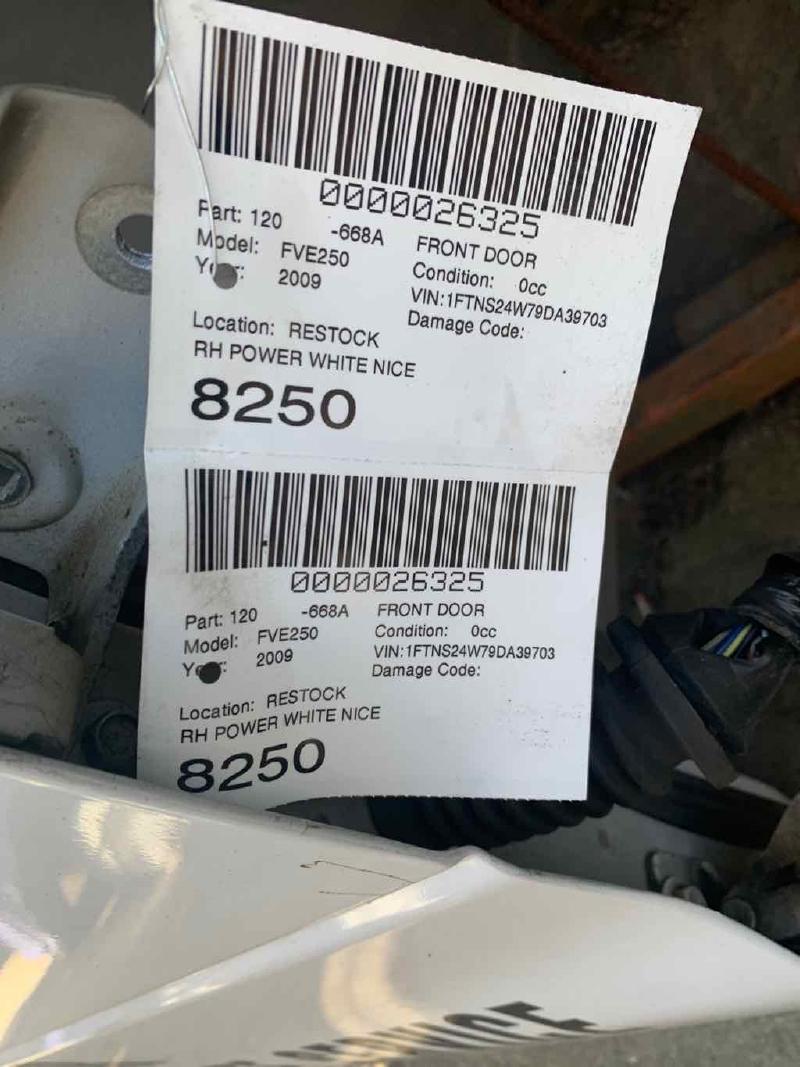 0000026325
Part: 120 -668A FRONT DOOR
Model: FVE250 Condition: 0cc
2009 VIN:1FTNS24W79DA39703
Damage Code:
Location: RESTOCK
RH POWER WHITE NICE
8250
0000026325
Part: 120 -668A FRONT DOOR
Model: FVE250 Condition: 0cc
2009 VIN:1FTNS24W79DA39703
Damage Code:
Location: RESTOCK
RH POWER WHITE NICE
8250
SERVICE